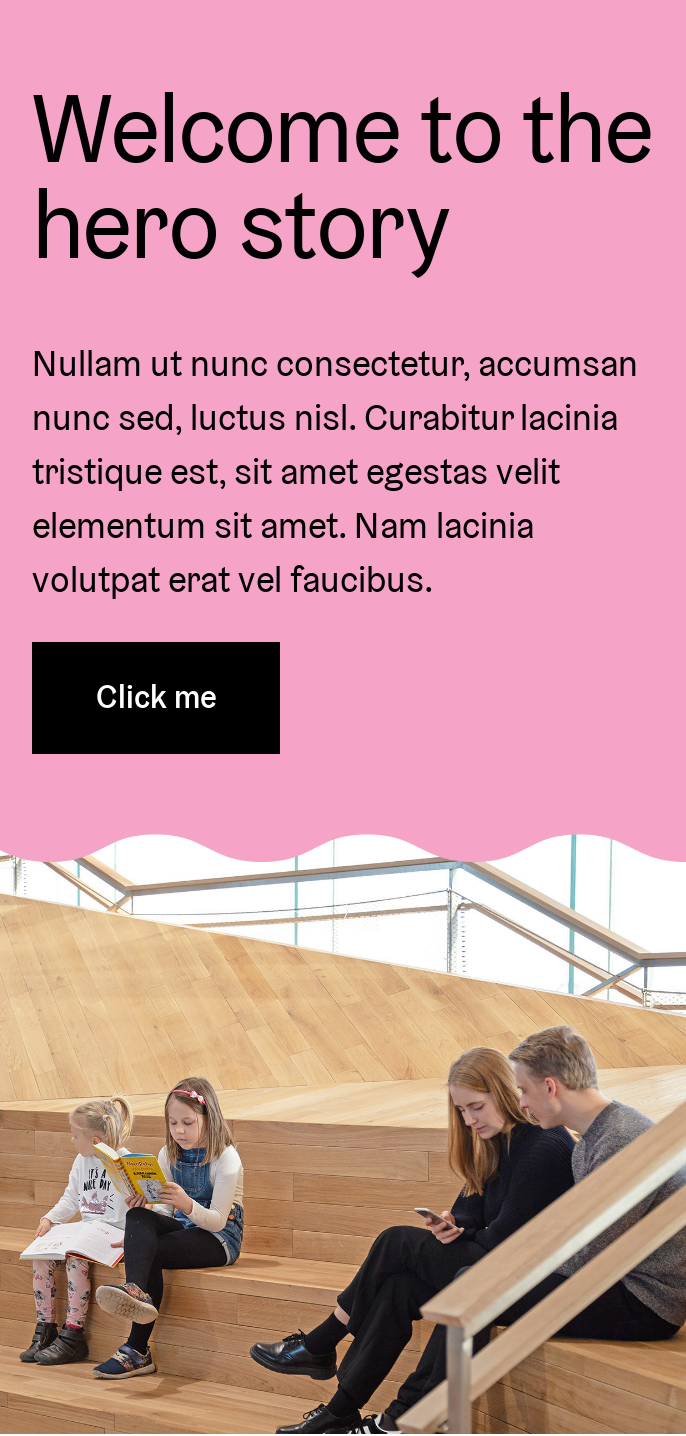 Welcome to the
hero story
Nullam ut nunc consectetur, accumsan
nunc sed, luctus nisl. Curabitur lacinia
tristique est, sit amet egestas velit
elementum sit amet. Nam lacinia
volutpat erat vel faucibus.
Click me
IT'S A
NICE DAY